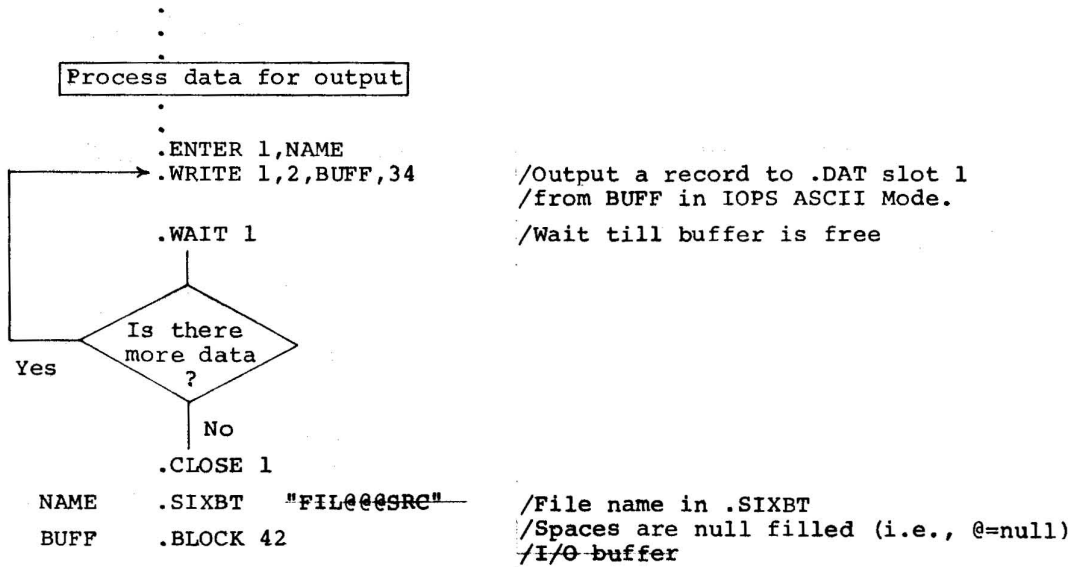 Process data for output
.ENTER 1,NAME
.WRITE 1,2,BUFF,34 /Output a record to .DAT slot 1
/from BUFF in IOPS ASCII Mode.
.WAIT 1 /Wait till buffer is free
Is there
more data
?
Yes
No
.CLOSE 1
NAME .SIXBT "FIL@@@SRC" /File name in .SIXBT
/Spaces are null filled (i.e., @=null)
BUFF .BLOCK 42
/I/O buffer